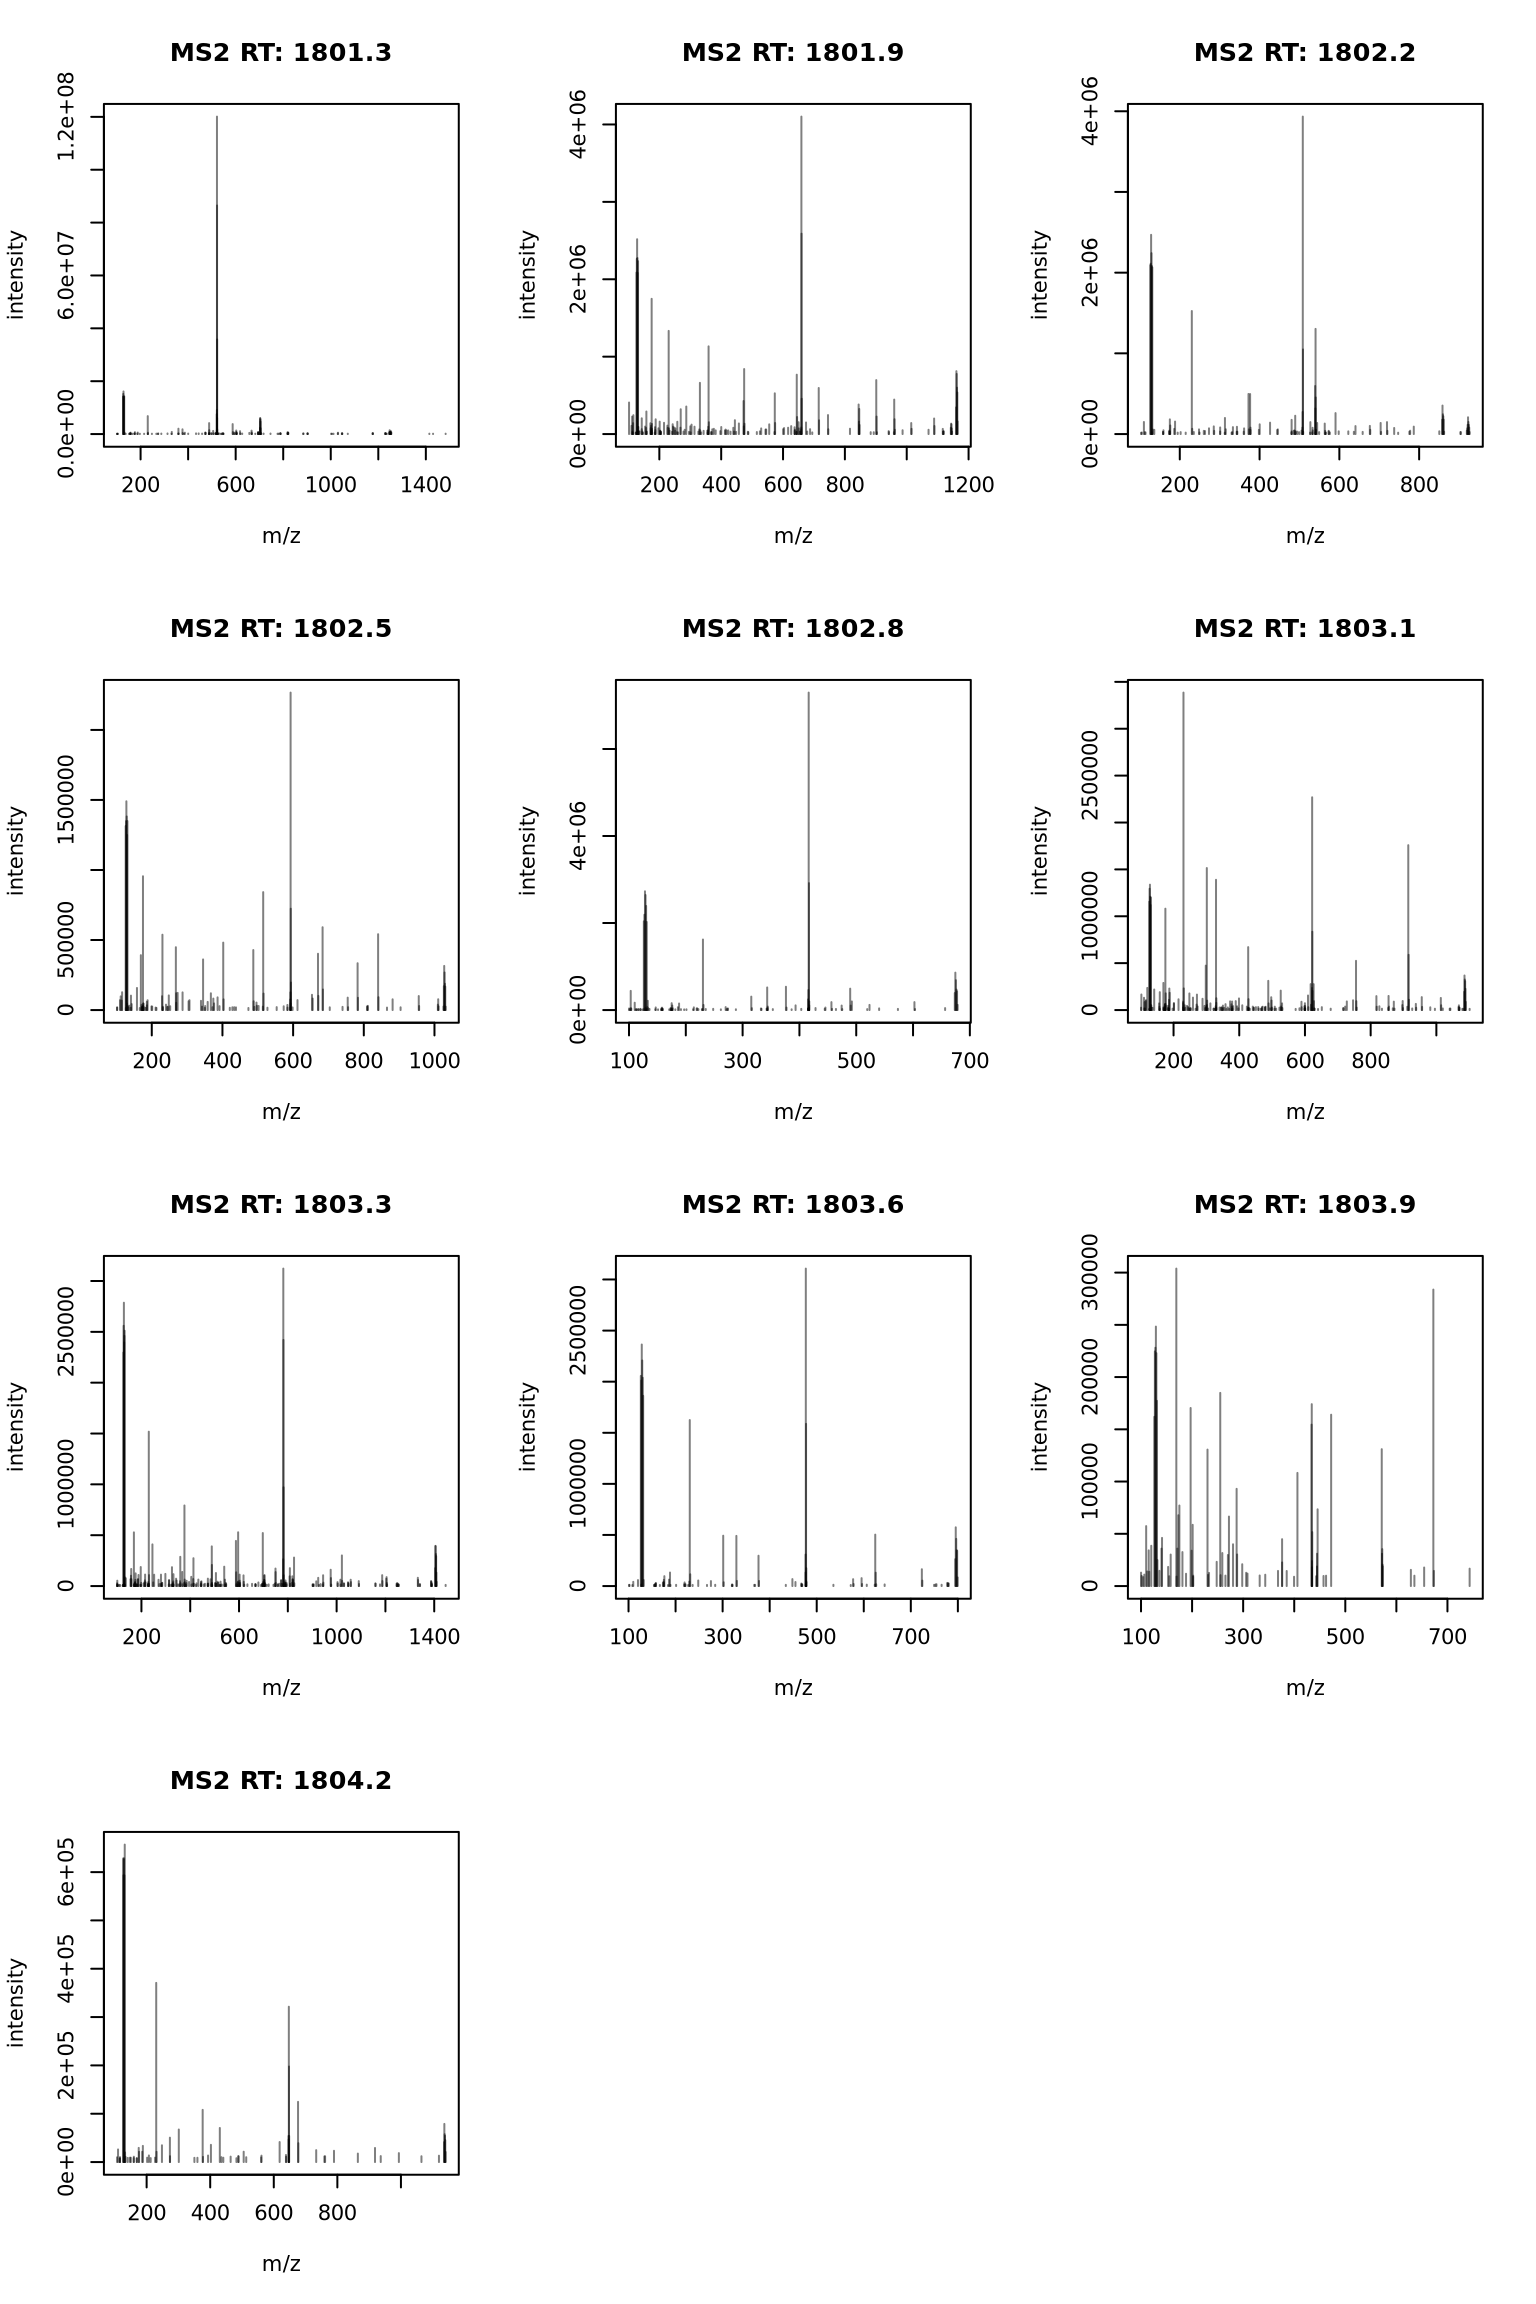 MS2 RT: 1801.3
intensity
0.0e+00 6.0e+07 1.2e+08
200 600 1000 1400
m/z
MS2 RT: 1801.9
intensity
0e+00 2e+06 4e+06
200 400 600 800 1200
m/z
MS2 RT: 1802.2
intensity
0e+00 2e+06 4e+06
200 400 600 800
m/z
MS2 RT: 1802.5
intensity
0 500000 1500000
200 400 600 800 1000
m/z
MS2 RT: 1802.8
intensity
0e+00 4e+06
100 300 500 700
m/z
MS2 RT: 1803.1
intensity
0 1000000 2500000
200 400 600 800
m/z
MS2 RT: 1803.3
intensity
0 1000000 2500000
200 600 1000 1400
m/z
MS2 RT: 1803.6
intensity
0 1000000 2500000
100 300 500 700
m/z
MS2 RT: 1803.9
intensity
0 100000 200000 300000
100 300 500 700
m/z
MS2 RT: 1804.2
intensity
0e+00 2e+05 4e+05 6e+05
200 400 600 800
m/z